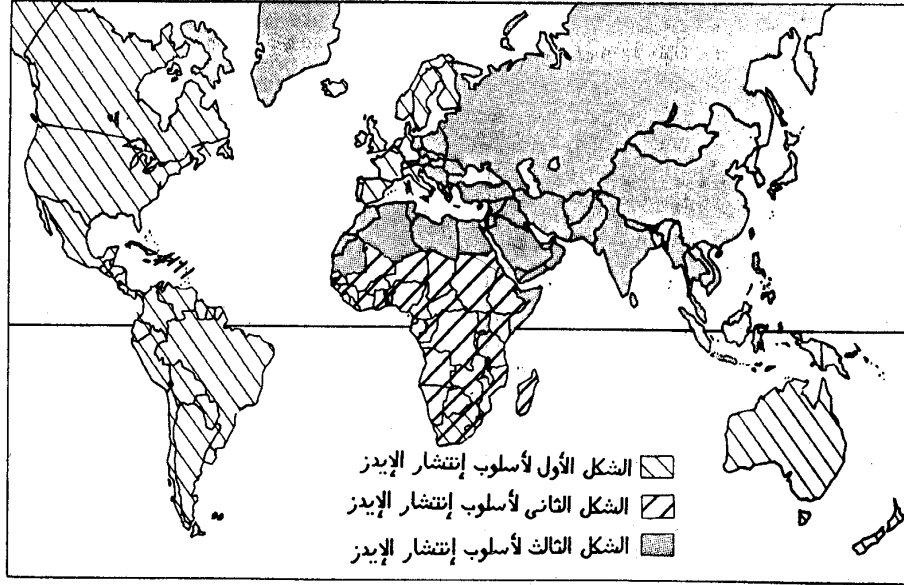 الشكل الأول لأسلوب إنتشار الإيدز
الشكل الثانى لأسلوب إنتشار الإيدز
الشكل الثالث لأسلوب إنتشار الإيدز